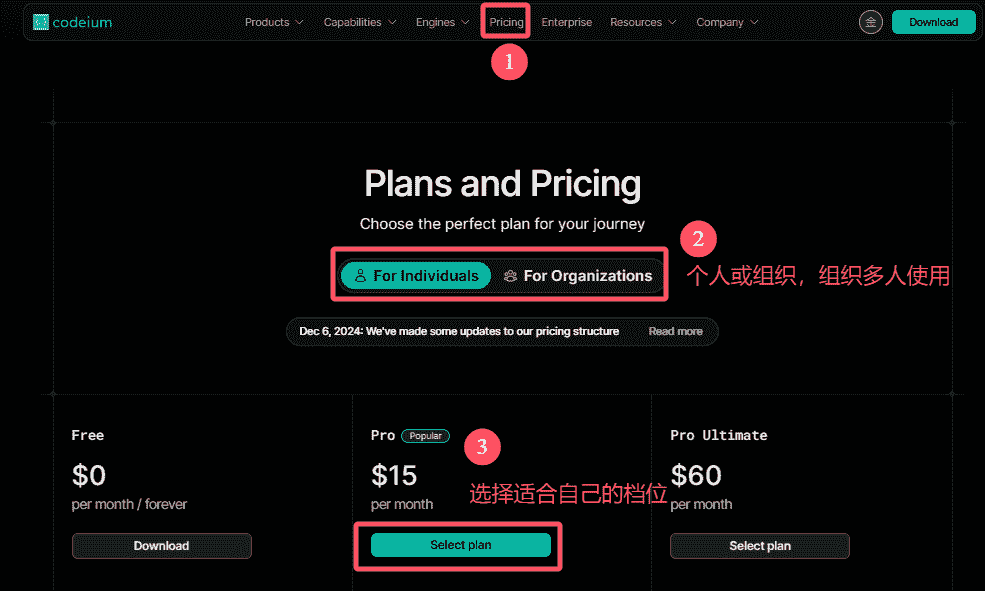 codeium Products Capabilities Engines Pricing Enterprise Resources Company 金 Download
1
Plans and Pricing
Choose the perfect plan for your journey
2
For Individuals For Organizations
个人或组织，组织多人使用
Dec 6, 2024: We've made some updates to our pricing structure Read more
Free
$0
per month / forever
Download
Pro Popular
3
$15
选择适合自己的档位
per month
Select plan
Pro Ultimate
$60
per month
Select plan